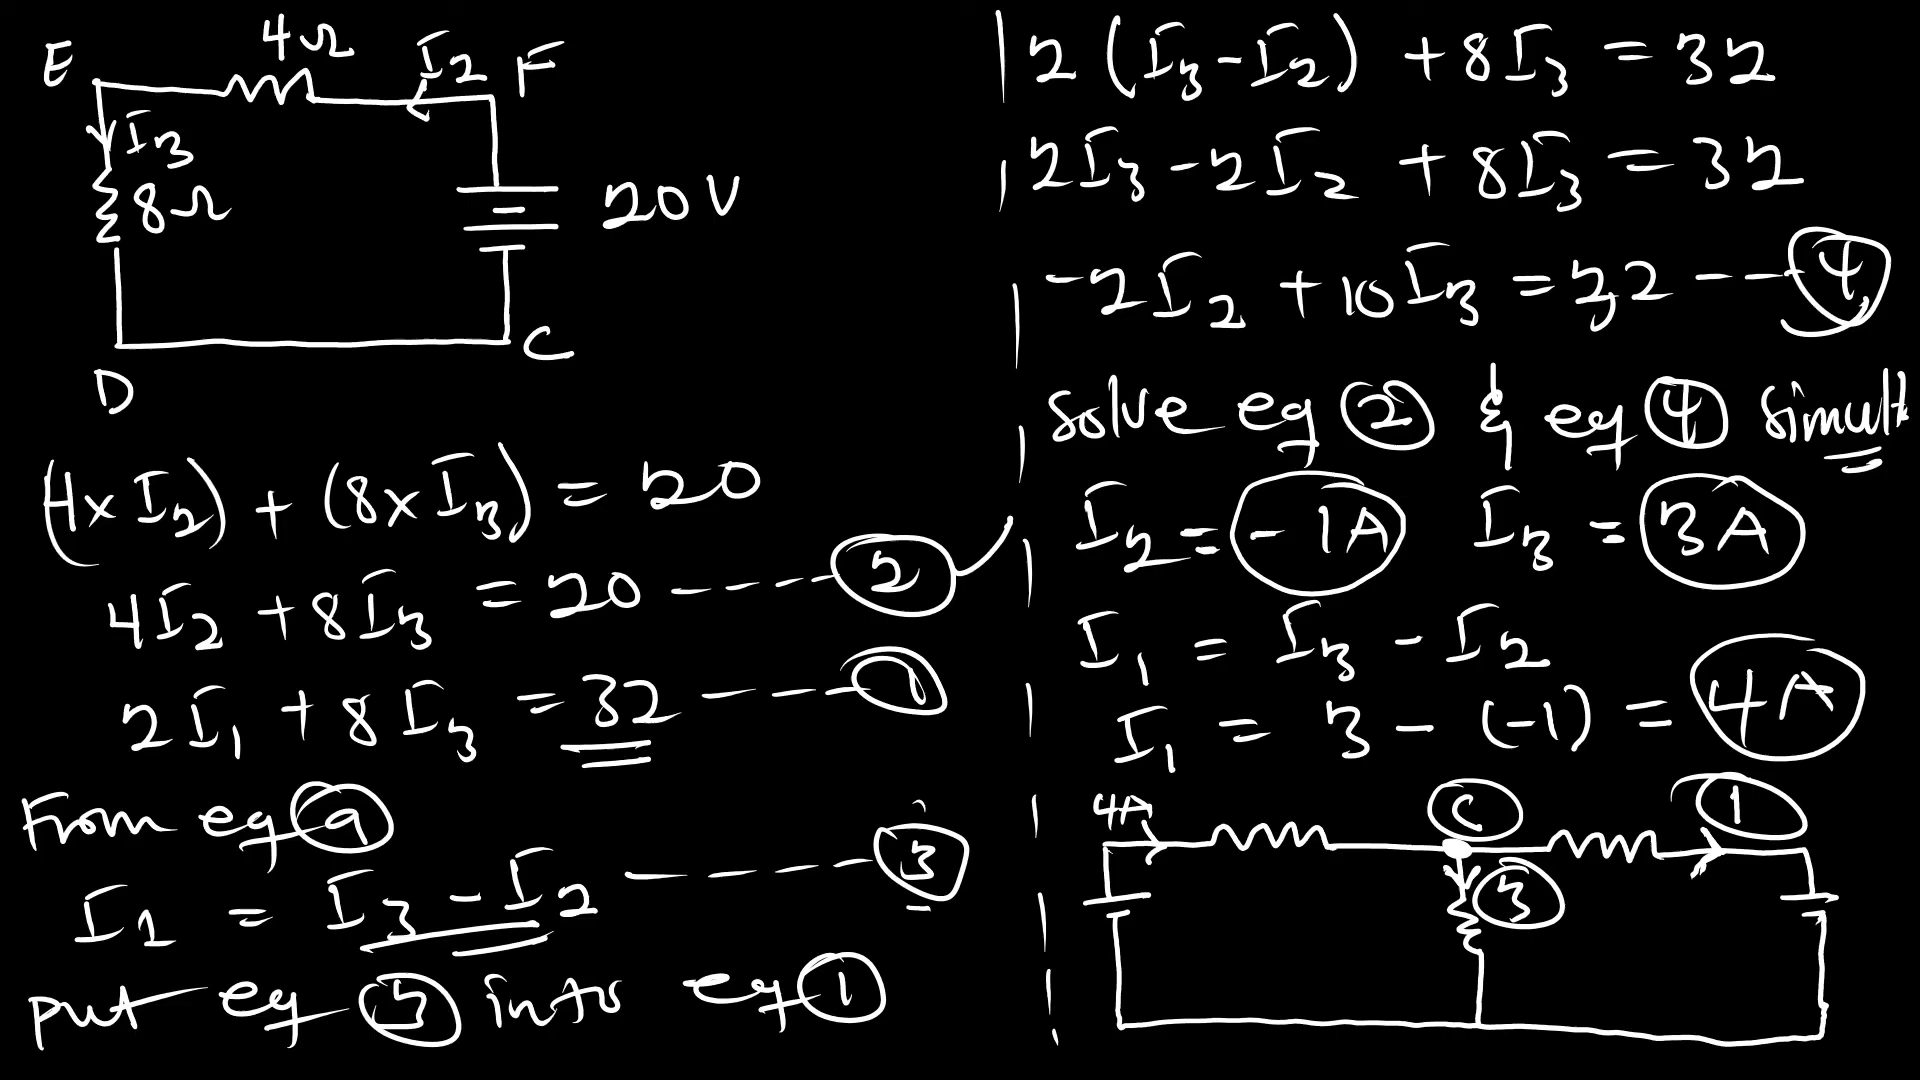 E 4Ω I2 F
I3
8Ω
20V
D C
(4×I2) + (8×I3) = 20
4I2 + 8I3 = 20 ---- 2
2I1 + 8I3 = 32 ---- 1
From eq a
I1 = I3 - I2 ---- 3
put eq 3 into eq 1
2(I3-I2) + 8I3 = 32
2I3 - 2I2 + 8I3 = 32
-2I2 + 10I3 = 32 --- 4
Solve eq 2 & eq 4 simult
I2 = -1A I3 = 3A
I1 = I3 - I2
I1 = 3 - (-1) = 4A
4A C 1
3